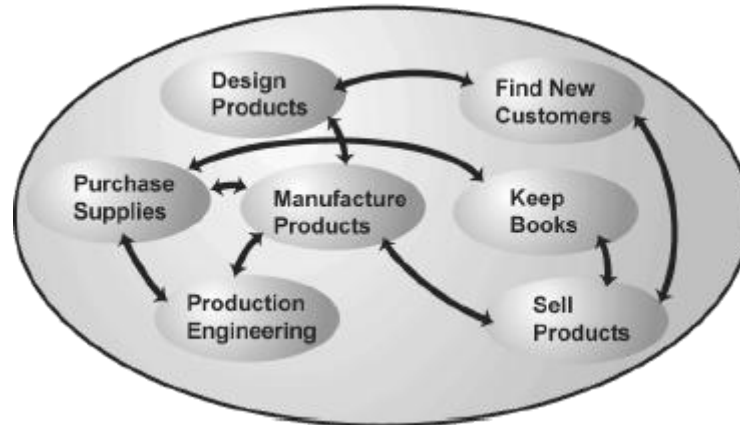 Design
Products
Find New
Customers
Purchase
Supplies
Manufacture
Products
Keep
Books
Production
Engineering
Sell
Products